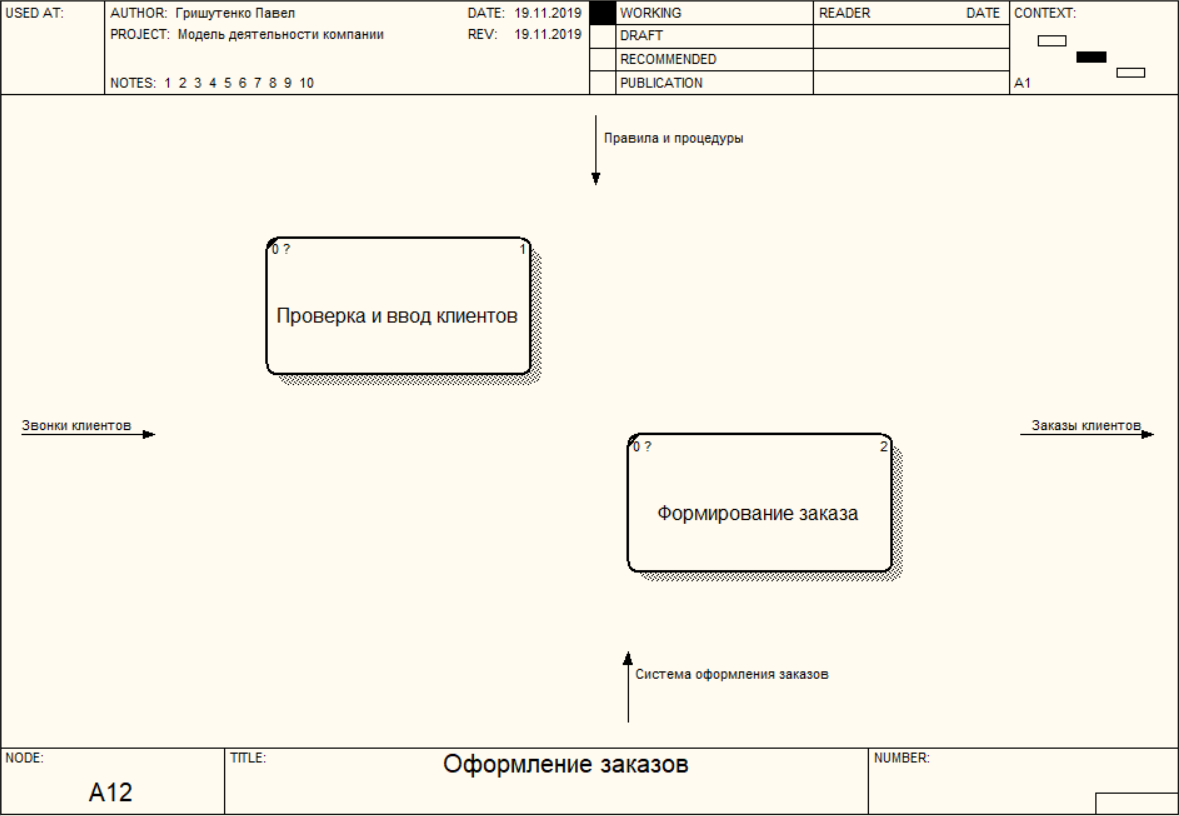 USED AT:
AUTHOR: Гришутенко Павел
DATE: 19.11.2019
PROJECT: Модель деятельности компании
REV: 19.11.2019
NOTES: 1 2 3 4 5 6 7 8 9 10
WORKING
DRAFT
RECOMMENDED
PUBLICATION
READER DATE
CONTEXT:
A1
Правила и процедуры
0 ? 1
Проверка и ввод клиентов
Звонки клиентов
Заказы клиентов
0 ? 2
Формирование заказа
Система оформления заказов
NODE:
A12
TITLE:
Оформление заказов
NUMBER: